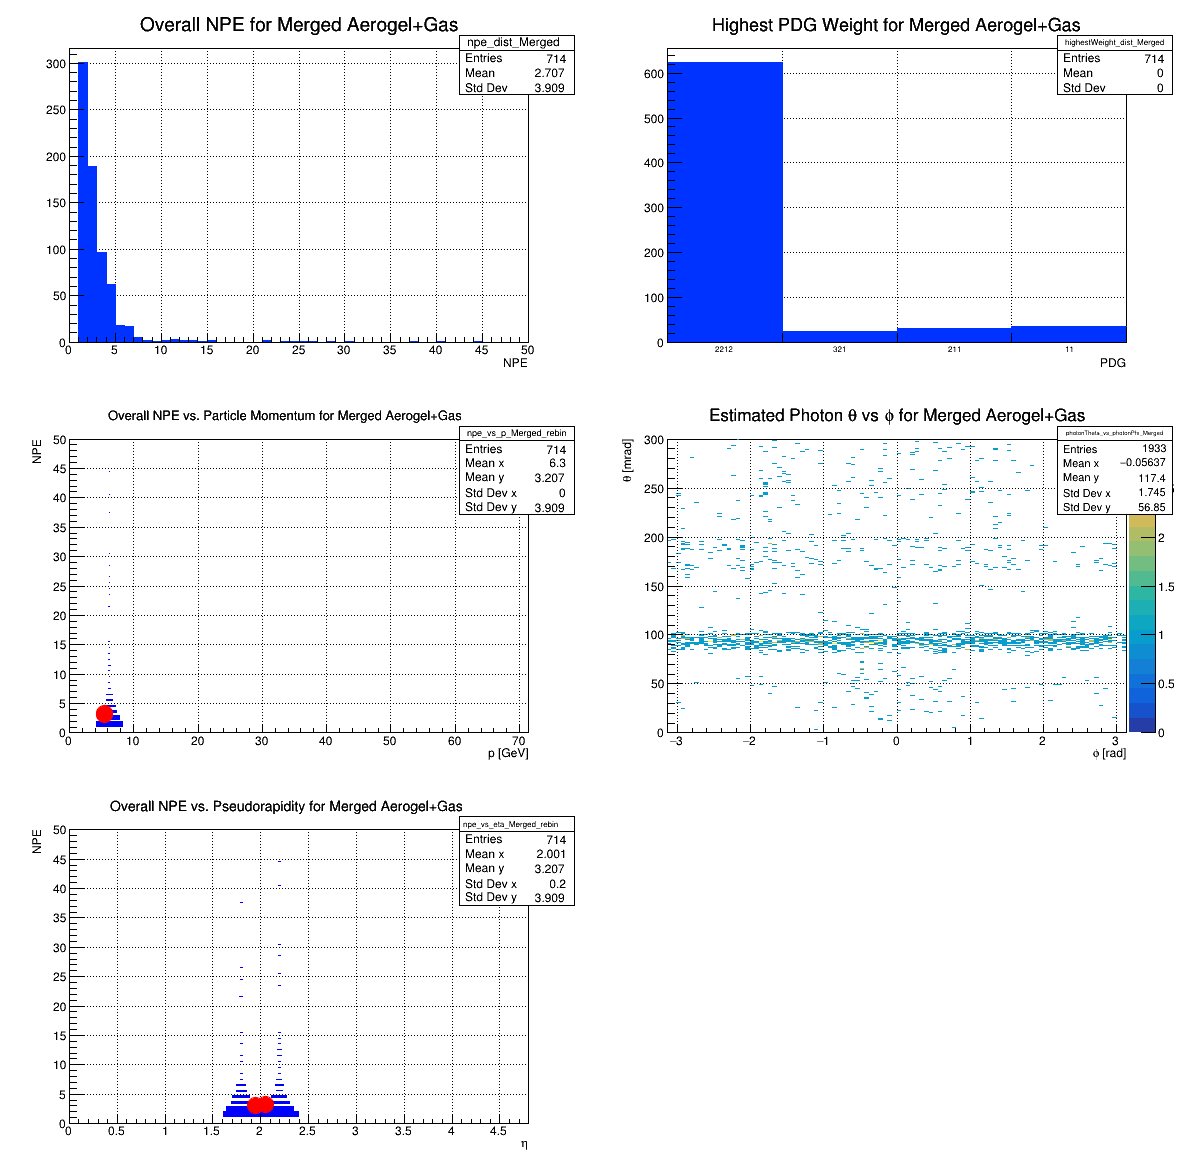 Overall NPE for Merged Aerogel+Gas
npe_dist_Merged
Entries 714
Mean 2.707
Std Dev 3.909
300
250
200
150
100
50
0
0 5 10 15 20 25 30 35 40 45 50
NPE
Highest PDG Weight for Merged Aerogel+Gas
highestWeight_dist_Merged
Entries 714
Mean 0
Std Dev 0
600
500
400
300
200
100
0
2212 321 211 11
PDG
Overall NPE vs. Particle Momentum for Merged Aerogel+Gas
npe_vs_p_Merged_rebin
Entries 714
Mean x 6.3
Mean y 3.207
Std Dev x 0
Std Dev y 3.909
NPE
50
45
40
35
30
25
20
15
10
5
0
0 10 20 30 40 50 60 70
p [GeV]
Estimated Photon θ vs ϕ for Merged Aerogel+Gas
photonTheta_vs_photonPhi_Merged
Entries 1933
Mean x −0.05637
Mean y 117.4
Std Dev x 1.745
Std Dev y 56.85
θ [mrad]
300
250
200
150
100
50
0
−3 −2 −1 0 1 2 3
ϕ [rad]
2
1.5
1
0.5
0
Overall NPE vs. Pseudorapidity for Merged Aerogel+Gas
npe_vs_eta_Merged_rebin
Entries 714
Mean x 2.001
Mean y 3.207
Std Dev x 0.2
Std Dev y 3.909
NPE
50
45
40
35
30
25
20
15
10
5
0
0 0.5 1 1.5 2 2.5 3 3.5 4 4.5
η